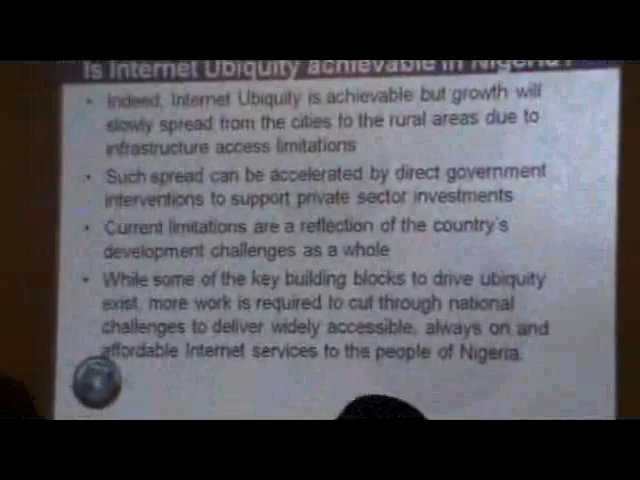 Is Internet Ubiquity achievable in Nigeria?
• Indeed, Internet Ubiquity is achievable but growth will
slowly spread from the cities to the rural areas due to
infrastructure access limitations
• Such spread can be accelerated by direct government
interventions to support private sector investments
• Current limitations are a reflection of the country's
development challenges as a whole
• While some of the key building blocks to drive ubiquity
exist, more work is required to cut through national
challenges to deliver widely accessible, always on and
affordable Internet services to the people of Nigeria.